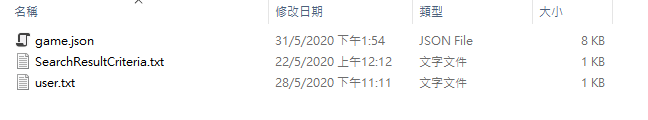 名稱 修改日期 類型 大小
game.json 31/5/2020 下午1:54 JSON File 8 KB
SearchResultCriteria.txt 22/5/2020 上午12:12 文字文件 1 KB
user.txt 28/5/2020 下午11:11 文字文件 1 KB